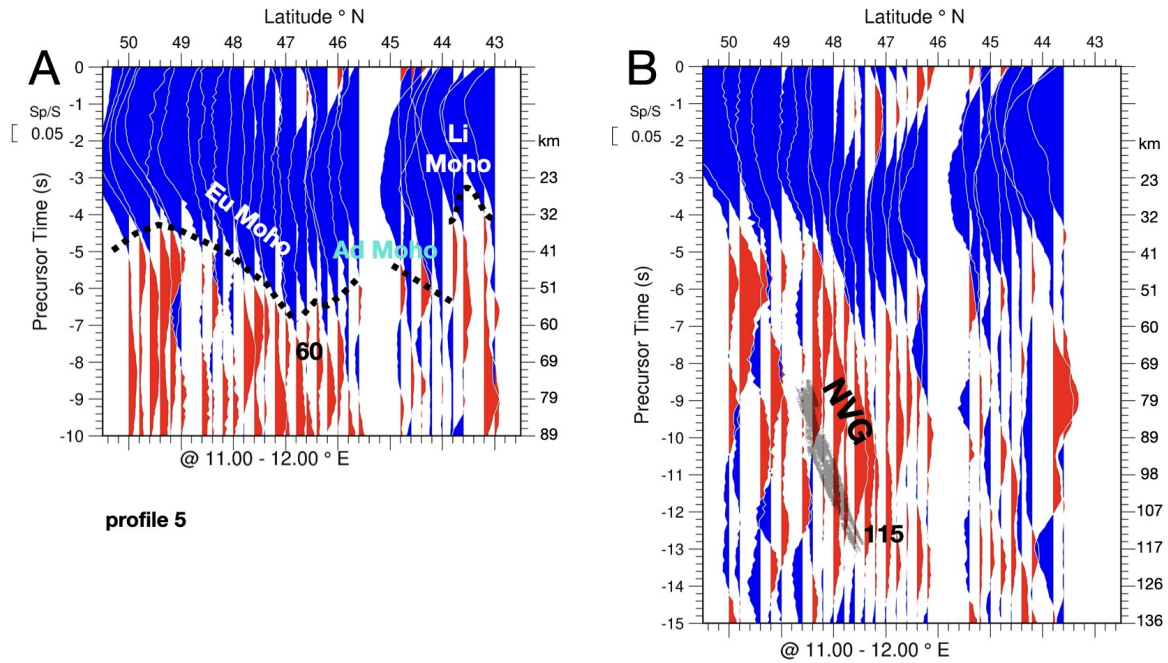 A
Latitude ° N
50 49 48 47 46 45 44 43
Sp/S
0.05
Precursor Time (s)
0
-1
-2
-3
-4
-5
-6
-7
-8
-9
-10
km
23
32
41
51
60
69
79
89
Li
Moho
Eu Moho
Ad Moho
60
@ 11.00 - 12.00 ° E
profile 5
B
Latitude ° N
50 49 48 47 46 45 44 43
Sp/S
0.05
Precursor Time (s)
0
-1
-2
-3
-4
-5
-6
-7
-8
-9
-10
-11
-12
-13
-14
-15
km
23
32
41
51
60
69
79
89
98
107
117
126
136
NVG
115
@ 11.00 - 12.00 ° E